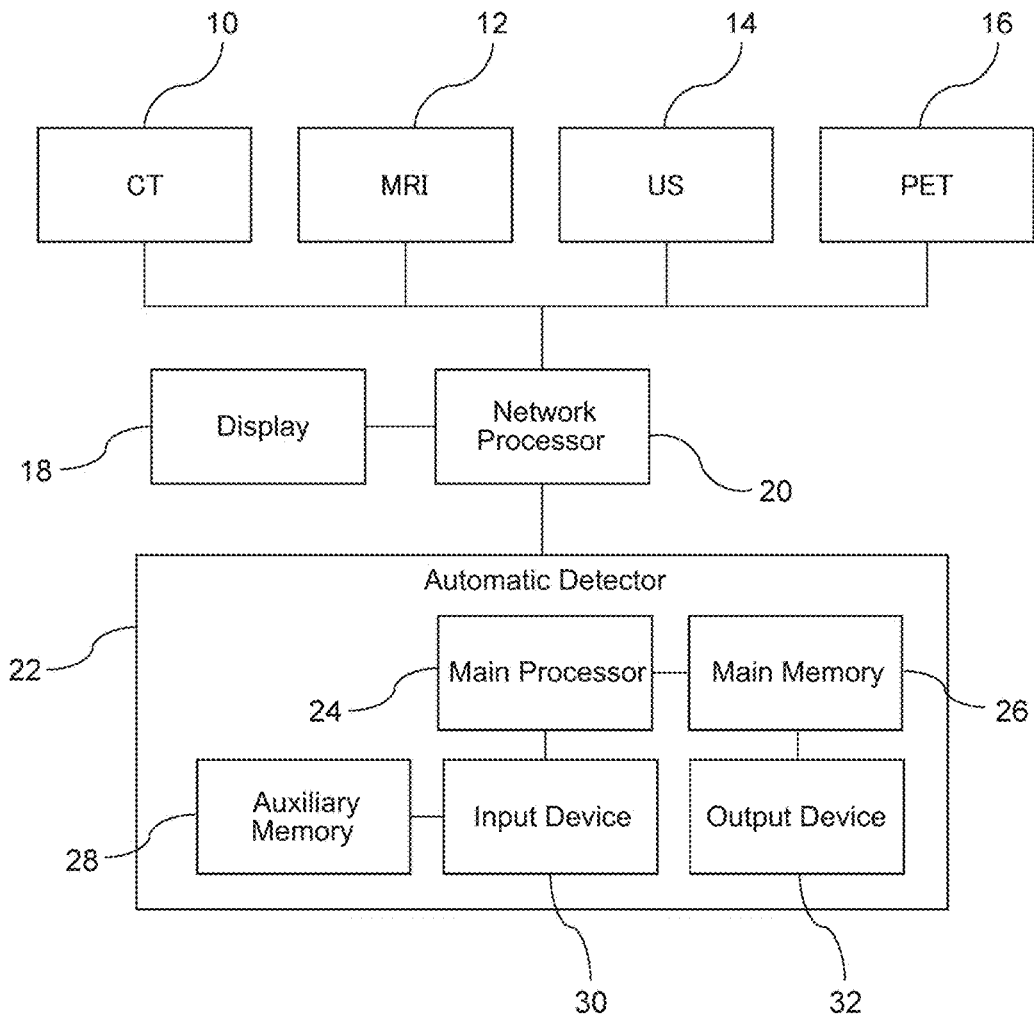 10
12
14
16
CT
MRI
US
PET
Display
Network
Processor
18
20
Automatic Detector
22
Main Processor
Main Memory
24
26
Auxiliary
Memory
Input Device
Output Device
28
30
32